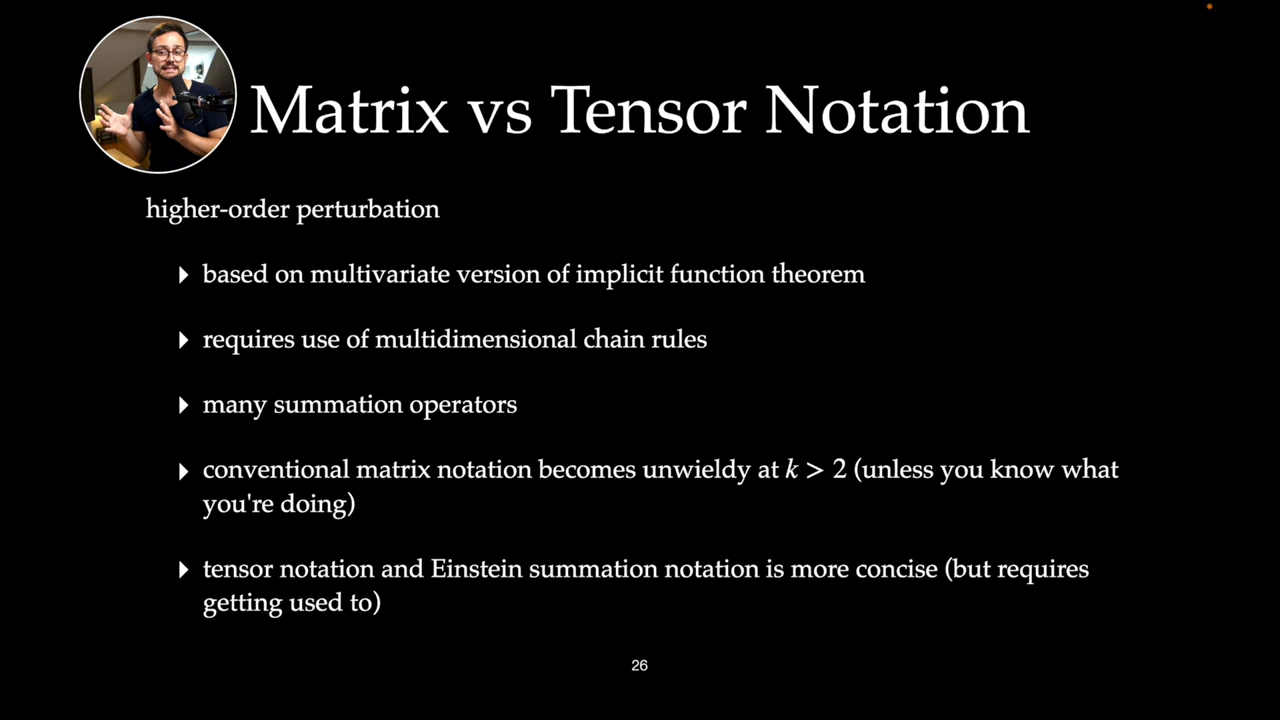 Matrix vs Tensor Notation
higher-order perturbation
based on multivariate version of implicit function theorem
requires use of multidimensional chain rules
many summation operators
conventional matrix notation becomes unwieldy at k > 2 (unless you know what
you're doing)
tensor notation and Einstein summation notation is more concise (but requires
getting used to)
26